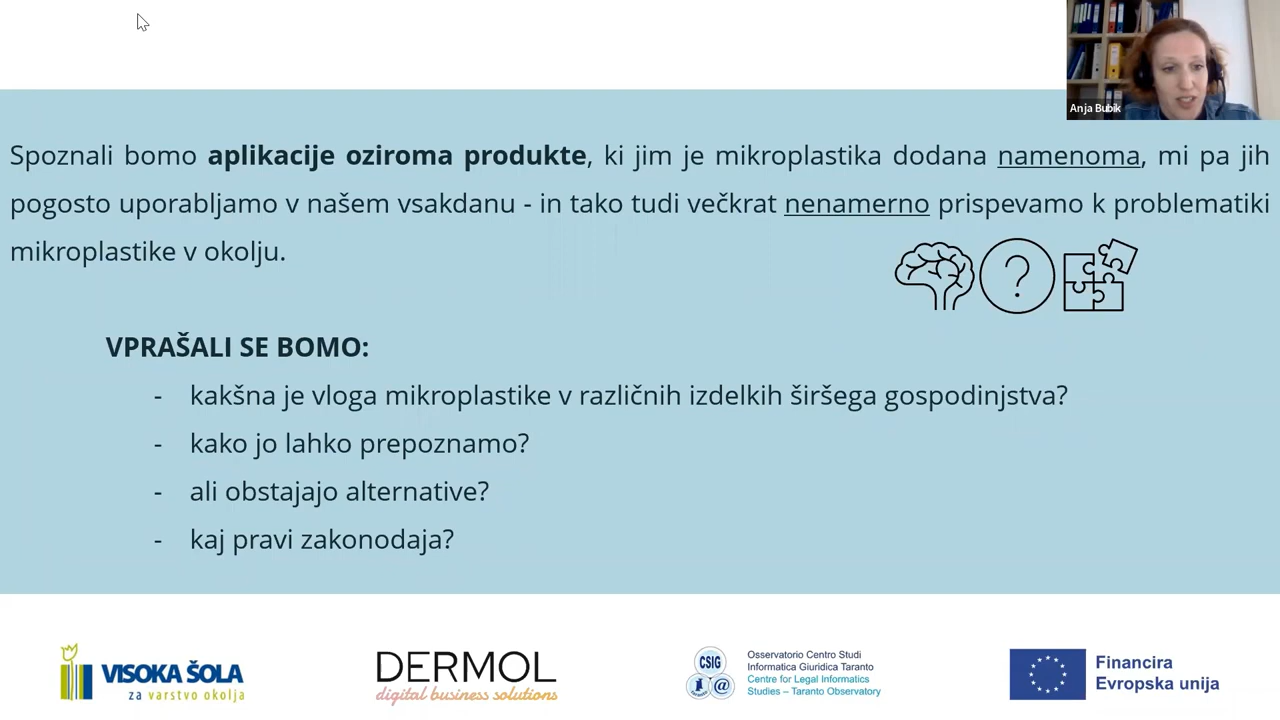 Anja Bubik
Spoznali bomo aplikacije oziroma produkte, ki jim je mikroplastika dodana namenoma, mi pa jih
pogosto uporabljamo v našem vsakdanu - in tako tudi večkrat nenamerno prispevamo k problematiki
mikroplastike v okolju.
?
VPRAŠALI SE BOMO:
- kakšna je vloga mikroplastike v različnih izdelkih širšega gospodinjstva?
- kako jo lahko prepoznamo?
- ali obstajajo alternative?
- kaj pravi zakonodaja?
VISOKA ŠOLA
za varstvo okolja
DERMOL
digital business solutions
CSIG
@
Osservatorio Centro Studi
Informatica Giuridica Taranto
Centre for Legal Informatics
Studies – Taranto Observatory
Financira
Evropska unija